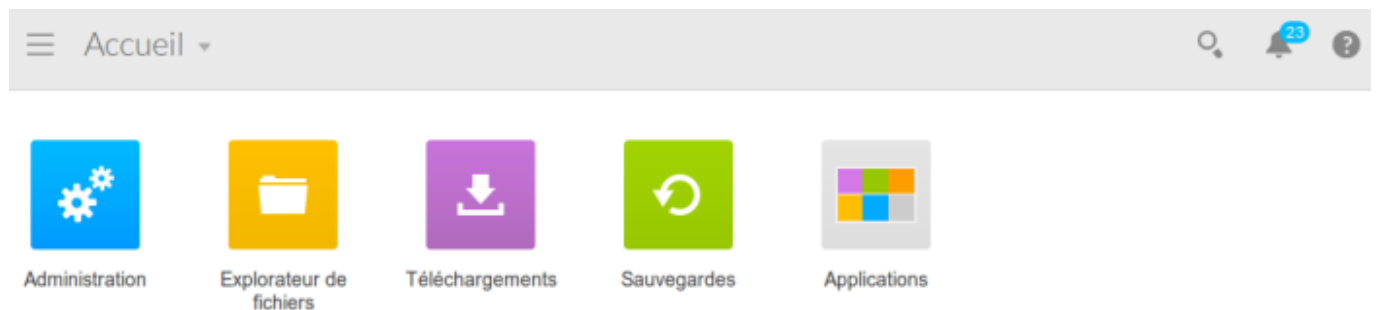 Accueil
23
?
Administration
Explorateur de
fichiers
Téléchargements
Sauvegardes
Applications